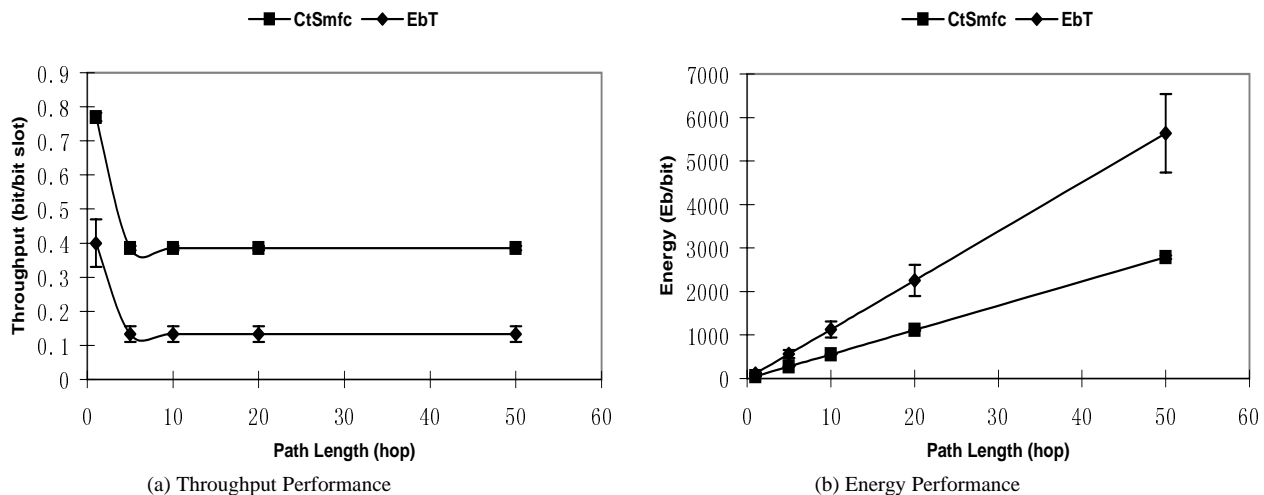 CtSmfc EbT
Throughput (bit/bit slot)
0.9
0.8
0.7
0.6
0.5
0.4
0.3
0.2
0.1
0
0 10 20 30 40 50 60
Path Length (hop)
(a) Throughput Performance
EbT CtSmfc
Energy (Eb/bit)
7000
6000
5000
4000
3000
2000
1000
0
0 10 20 30 40 50 60
Path Length (hop)
(b) Energy Performance